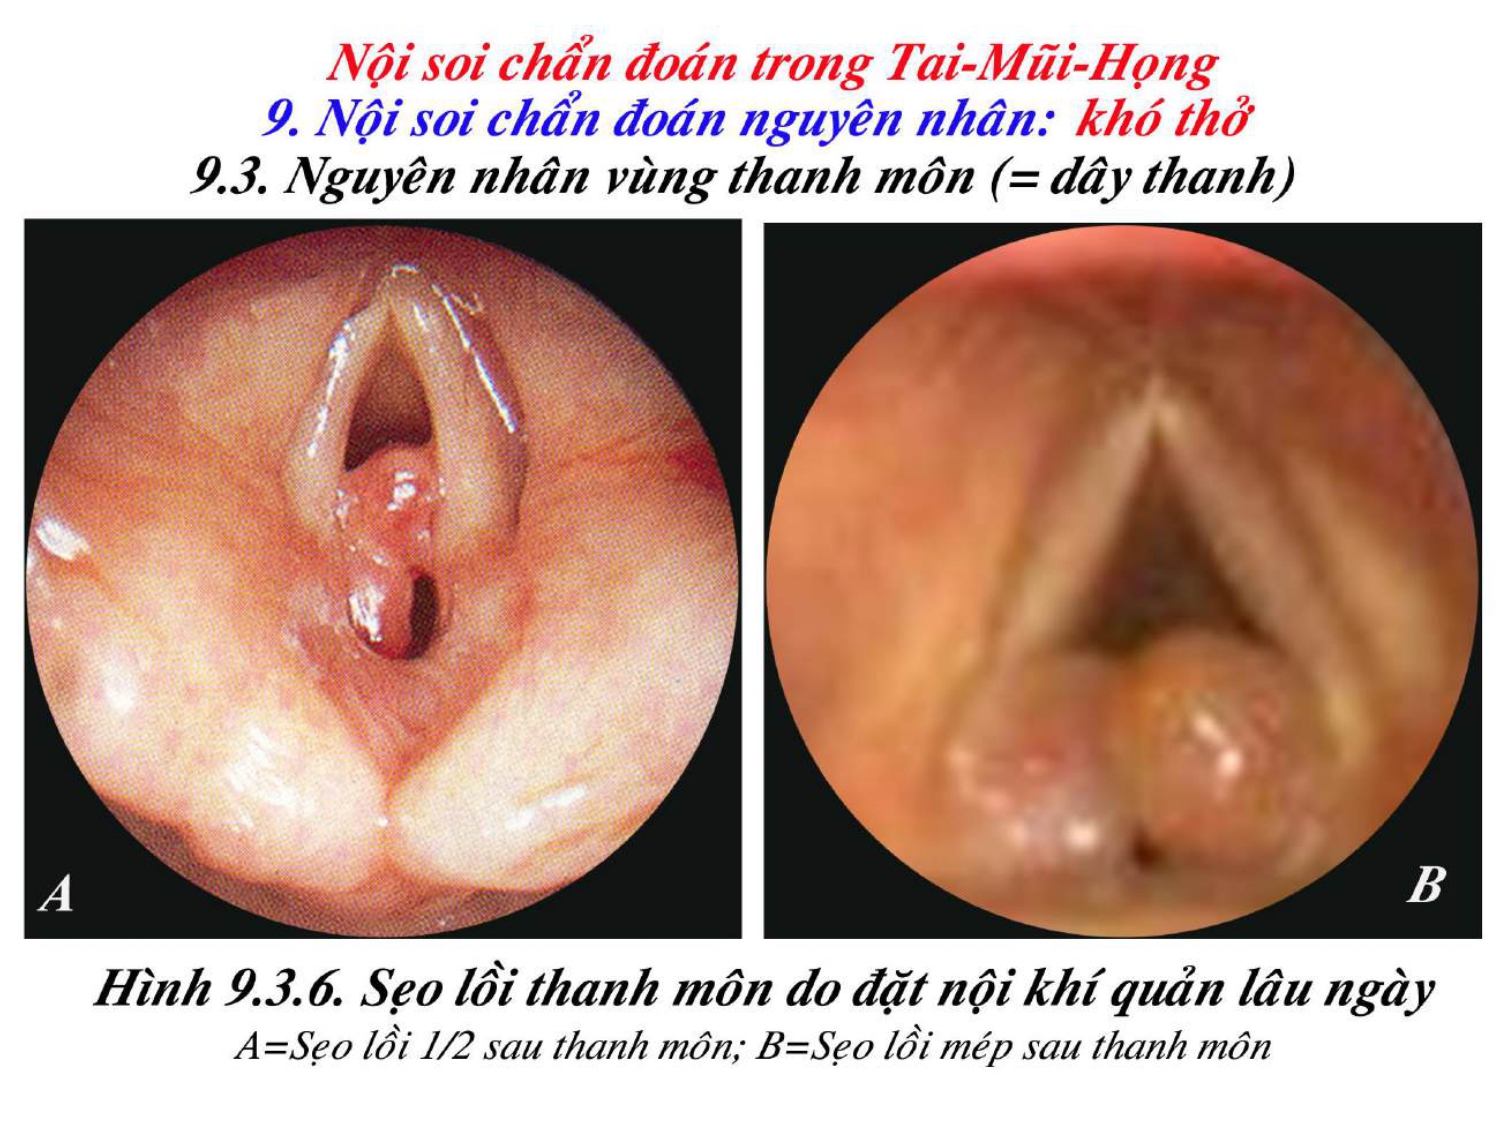 Nội soi chẩn đoán trong Tai-Mũi-Họng
9. Nội soi chẩn đoán nguyên nhân: khó thở
9.3. Nguyên nhân vùng thanh môn (= dây thanh)
A
B
Hình 9.3.6. Sẹo lồi thanh môn do đặt nội khí quản lâu ngày
A=Sẹo lồi 1/2 sau thanh môn; B=Sẹo lồi mép sau thanh môn